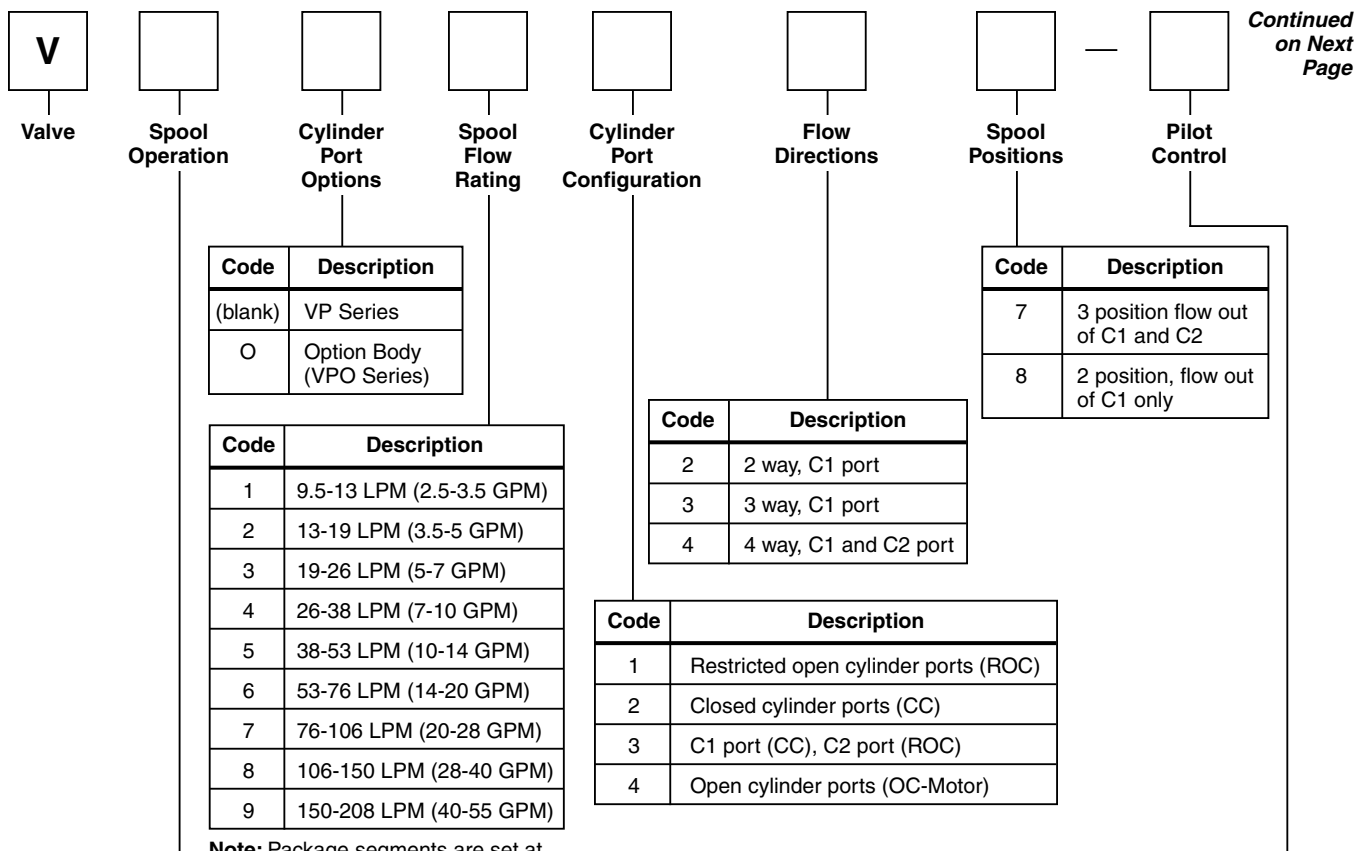 V
—
Continued
on Next
Page
Valve
Spool
Operation
Cylinder
Port
Options
Spool
Flow
Rating
Cylinder
Port
Configuration
Flow
Directions
Spool
Positions
Pilot
Control
Code Description
(blank) VP Series
O Option Body
(VPO Series)
Code Description
7 3 position flow out
of C1 and C2
8 2 position, flow out
of C1 only
Code Description
2 2 way, C1 port
3 3 way, C1 port
4 4 way, C1 and C2 port
Code Description
1 9.5-13 LPM (2.5-3.5 GPM)
2 13-19 LPM (3.5-5 GPM)
3 19-26 LPM (5-7 GPM)
4 26-38 LPM (7-10 GPM)
5 38-53 LPM (10-14 GPM)
6 53-76 LPM (14-20 GPM)
7 76-106 LPM (20-28 GPM)
8 106-150 LPM (28-40 GPM)
9 150-208 LPM (40-55 GPM)
Code Description
1 Restricted open cylinder ports (ROC)
2 Closed cylinder ports (CC)
3 C1 port (CC), C2 port (ROC)
4 Open cylinder ports (OC-Motor)
Note: Package segments are set at